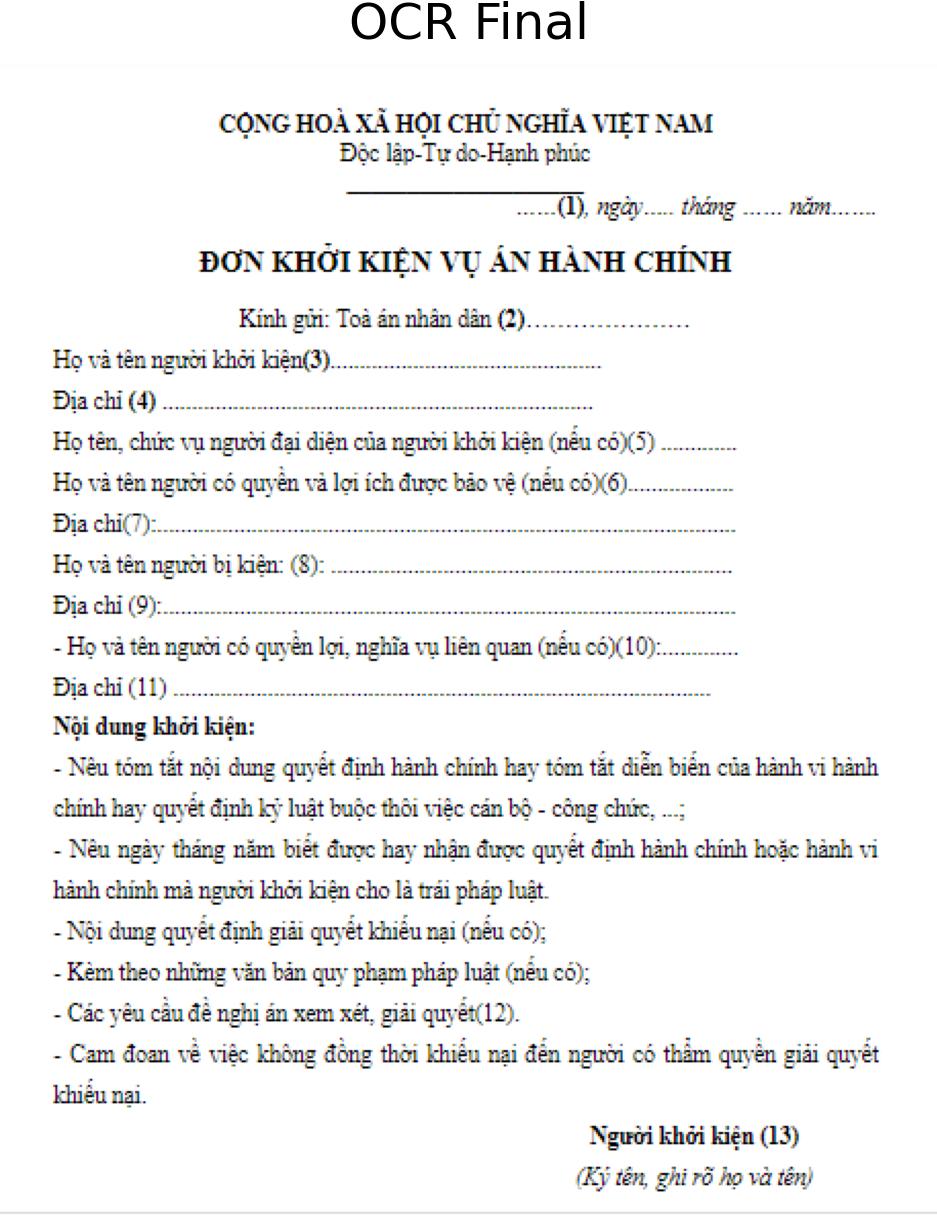 OCR Final
CỘNG HOÀ XÃ HỘI CHỦ NGHĨA VIỆT NAM
Độc lập-Tự do-Hạnh phúc
......(1), ngày..... tháng ...... năm.......
ĐƠN KHỞI KIỆN VỤ ÁN HÀNH CHÍNH
Kính gửi: Toà án nhân dân (2).....................
Họ và tên người khởi kiện(3)..............................................
Địa chỉ (4) .........................................................................
Họ tên, chức vụ người đại diện của người khởi kiện (nếu có)(5) .............
Họ và tên người có quyền và lợi ích được bảo vệ (nếu có)(6)..................
Địa chỉ(7):..................................................................................................
Họ và tên người bị kiện: (8): ....................................................................
Địa chỉ (9):.................................................................................................
- Họ và tên người có quyền lợi, nghĩa vụ liên quan (nếu có)(10):.............
Địa chỉ (11) ...........................................................................................
Nội dung khởi kiện:
- Nêu tóm tắt nội dung quyết định hành chính hay tóm tắt diễn biến của hành vi hành
chính hay quyết định kỷ luật buộc thôi việc cán bộ - công chức, ...;
- Nêu ngày tháng năm biết được hay nhận được quyết định hành chính hoặc hành vi
hành chính mà người khởi kiện cho là trái pháp luật.
- Nội dung quyết định giải quyết khiếu nại (nếu có);
- Kèm theo những văn bản quy phạm pháp luật (nếu có);
- Các yêu cầu đề nghị án xem xét, giải quyết(12).
- Cam đoan về việc không đồng thời khiếu nại đến người có thẩm quyền giải quyết
khiếu nại.
Người khởi kiện (13)
(Ký tên, ghi rõ họ và tên)